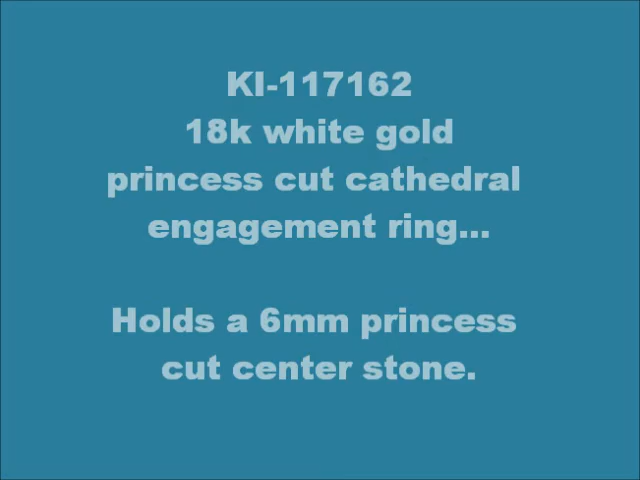 KI-117162
18k white gold
princess cut cathedral
engagement ring...
Holds a 6mm princess
cut center stone.